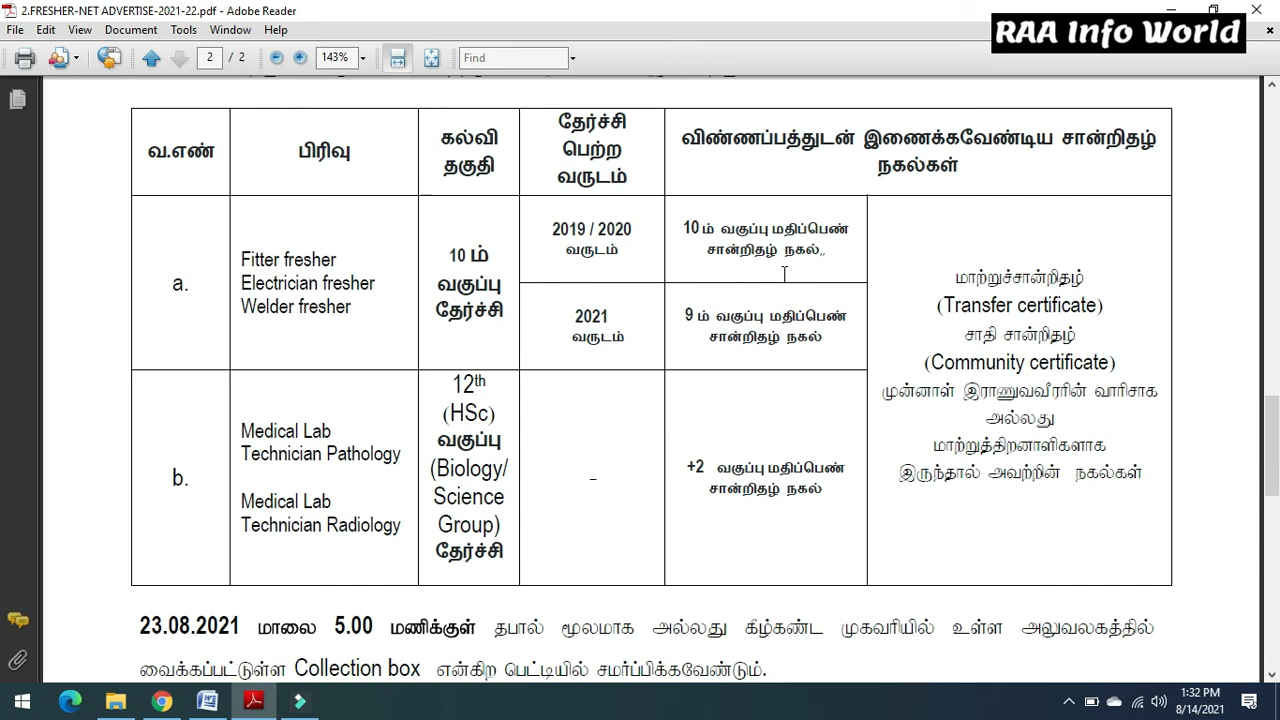 2.FRESHER-NET ADVERTISE-2021-22.pdf - Adobe Reader
RAA Info World
File Edit View Document Tools Window Help
2 / 2 143% Find
வ.எண்
பிரிவு
கல்வி
தகுதி
தேர்ச்சி
பெற்ற
வருடம்
விண்ணப்பத்துடன் இணைக்கவேண்டிய சான்றிதழ்
நகல்கள்
a.
Fitter fresher
Electrician fresher
Welder fresher
10 ம்
வகுப்பு
தேர்ச்சி
2019 / 2020
வருடம்
10 ம் வகுப்பு மதிப்பெண்
சான்றிதழ் நகல்,,
2021
வருடம்
9 ம் வகுப்பு மதிப்பெண்
சான்றிதழ் நகல்
மாற்றுச்சான்றிதழ்
(Transfer certificate)
சாதி சான்றிதழ்
(Community certificate)
முன்னாள் இராணுவவீரரின் வாரிசாக
அல்லது
மாற்றுத்திறனாளிகளாக
இருந்தால் அவற்றின் நகல்கள்
b.
Medical Lab
Technician Pathology
Medical Lab
Technician Radiology
12th
(HSc)
வகுப்பு
(Biology/
Science
Group)
தேர்ச்சி
–
+2 வகுப்பு மதிப்பெண்
சான்றிதழ் நகல்
23.08.2021 மாலை 5.00 மணிக்குள் தபால் மூலமாக அல்லது கீழ்கண்ட முகவரியில் உள்ள அலுவலகத்தில்
வைக்கப்பட்டுள்ள Collection box என்கிற பெட்டியில் சமர்ப்பிக்கவேண்டும்.
1:32 PM
8/14/2021